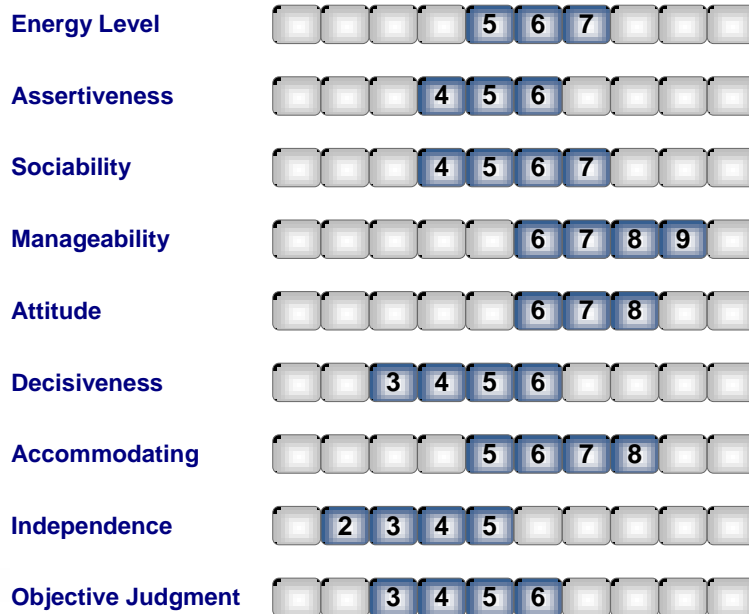 Energy Level 5 6 7
Assertiveness 4 5 6
Sociability 4 5 6 7
Manageability 6 7 8 9
Attitude 6 7 8
Decisiveness 3 4 5 6
Accommodating 5 6 7 8
Independence 2 3 4 5
Objective Judgment 3 4 5 6